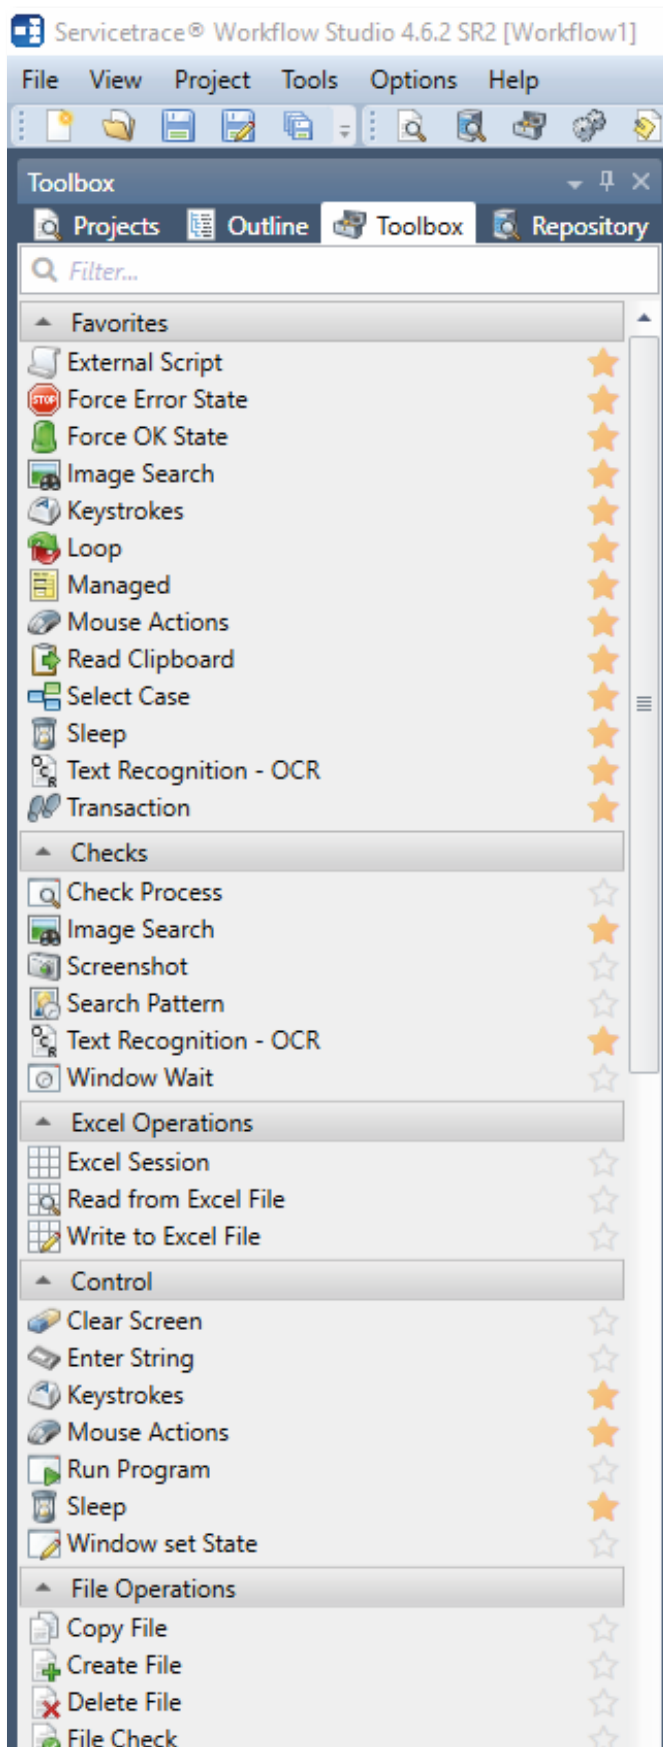 Servicetrace® Workflow Studio 4.6.2 SR2 [Workflow1]
File View Project Tools Options Help
Toolbox
Projects Outline Toolbox Repository
Filter...
Favorites
External Script
STOP Force Error State
Force OK State
Image Search
Keystrokes
Loop
Managed
Mouse Actions
Read Clipboard
Select Case
Sleep
OCR Text Recognition - OCR
Transaction
Checks
Check Process
Image Search
Screenshot
Search Pattern
OCR Text Recognition - OCR
Window Wait
Excel Operations
Excel Session
Read from Excel File
Write to Excel File
Control
Clear Screen
Enter String
Keystrokes
Mouse Actions
Run Program
Sleep
Window set State
File Operations
Copy File
Create File
Delete File
File Check